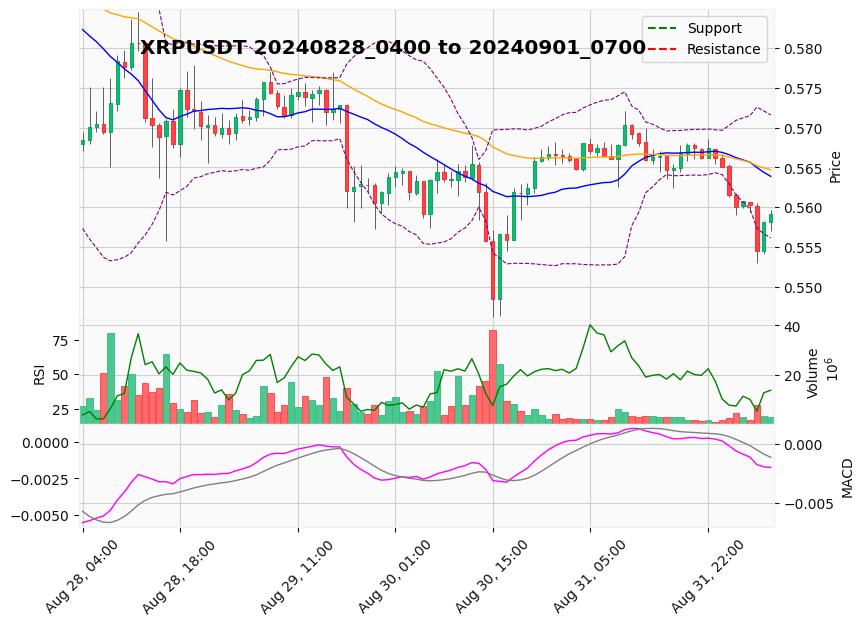 XRPUSDT 20240828_0400 to 20240901_0700
Support
Resistance
0.580
0.575
0.570
0.565
0.560
0.555
0.550
Price
75
50
25
RSI
40
20
Volume
10^6
0.0000
−0.0025
−0.0050
0.000
−0.005
MACD
Aug 28, 04:00
Aug 28, 18:00
Aug 29, 11:00
Aug 30, 01:00
Aug 30, 15:00
Aug 31, 05:00
Aug 31, 22:00